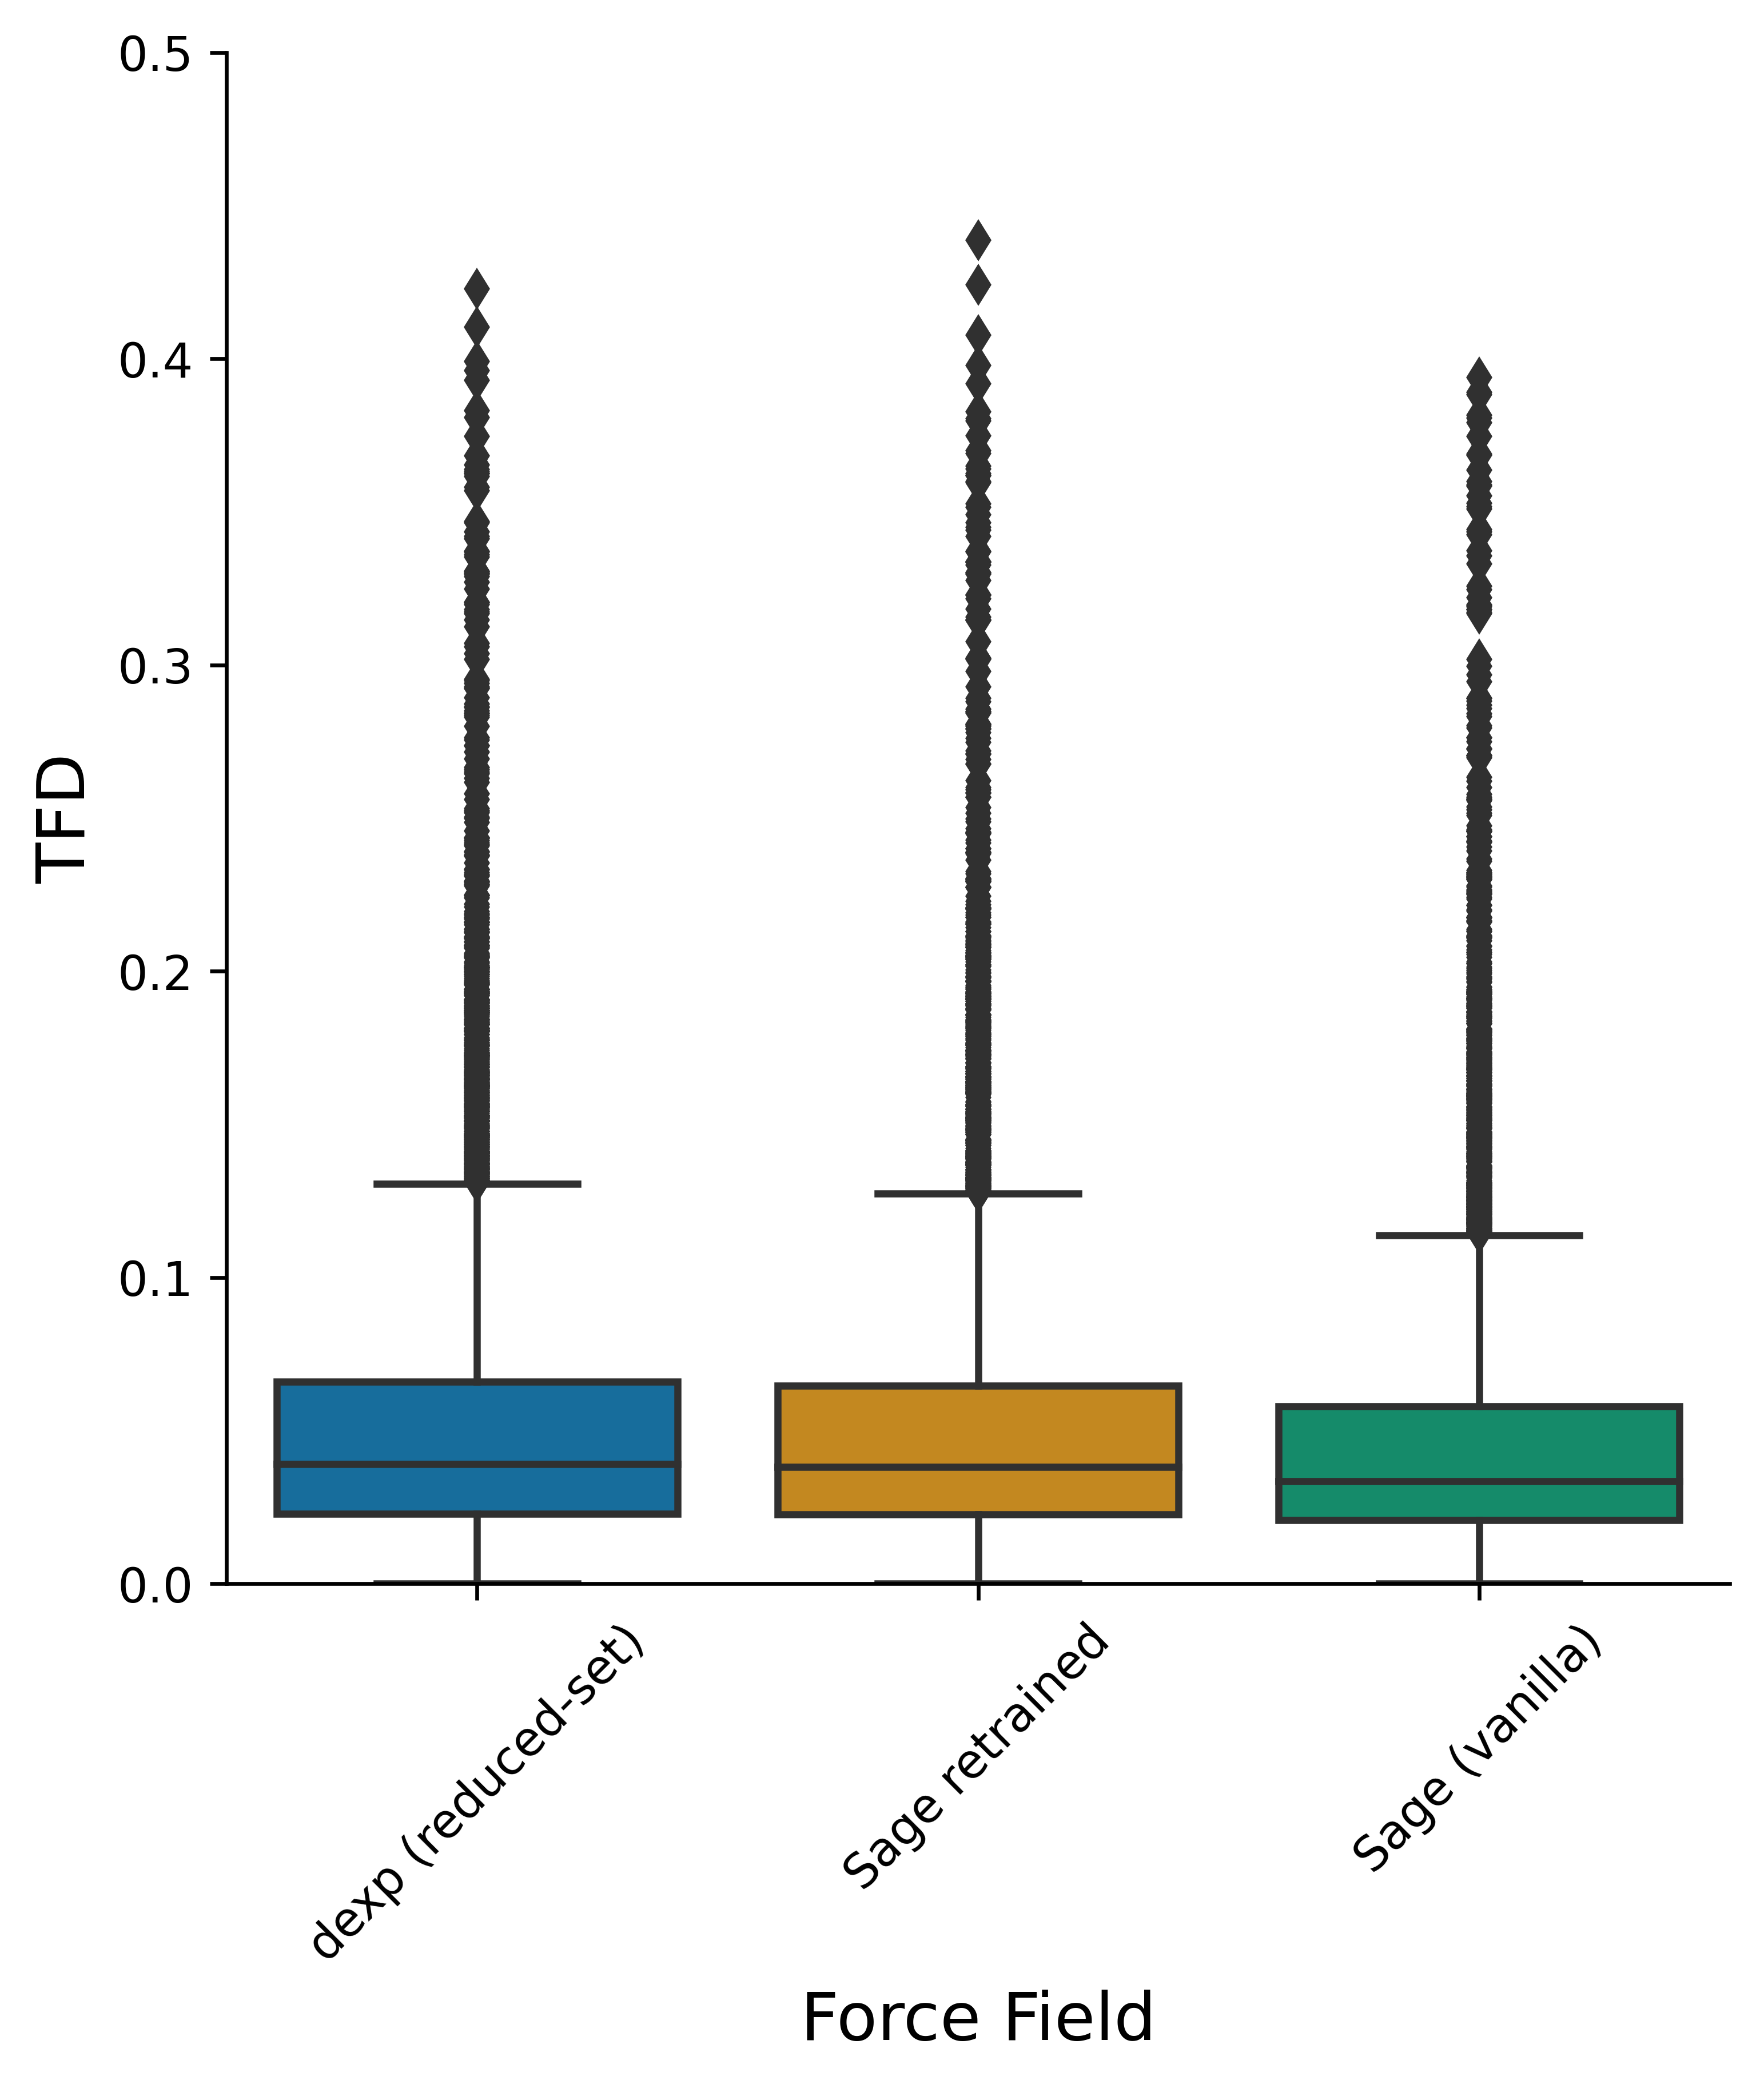 0.5
0.4
0.3
0.2
0.1
0.0
TFD
dexp (reduced-set)
Sage retrained
Sage (vanilla)
Force Field